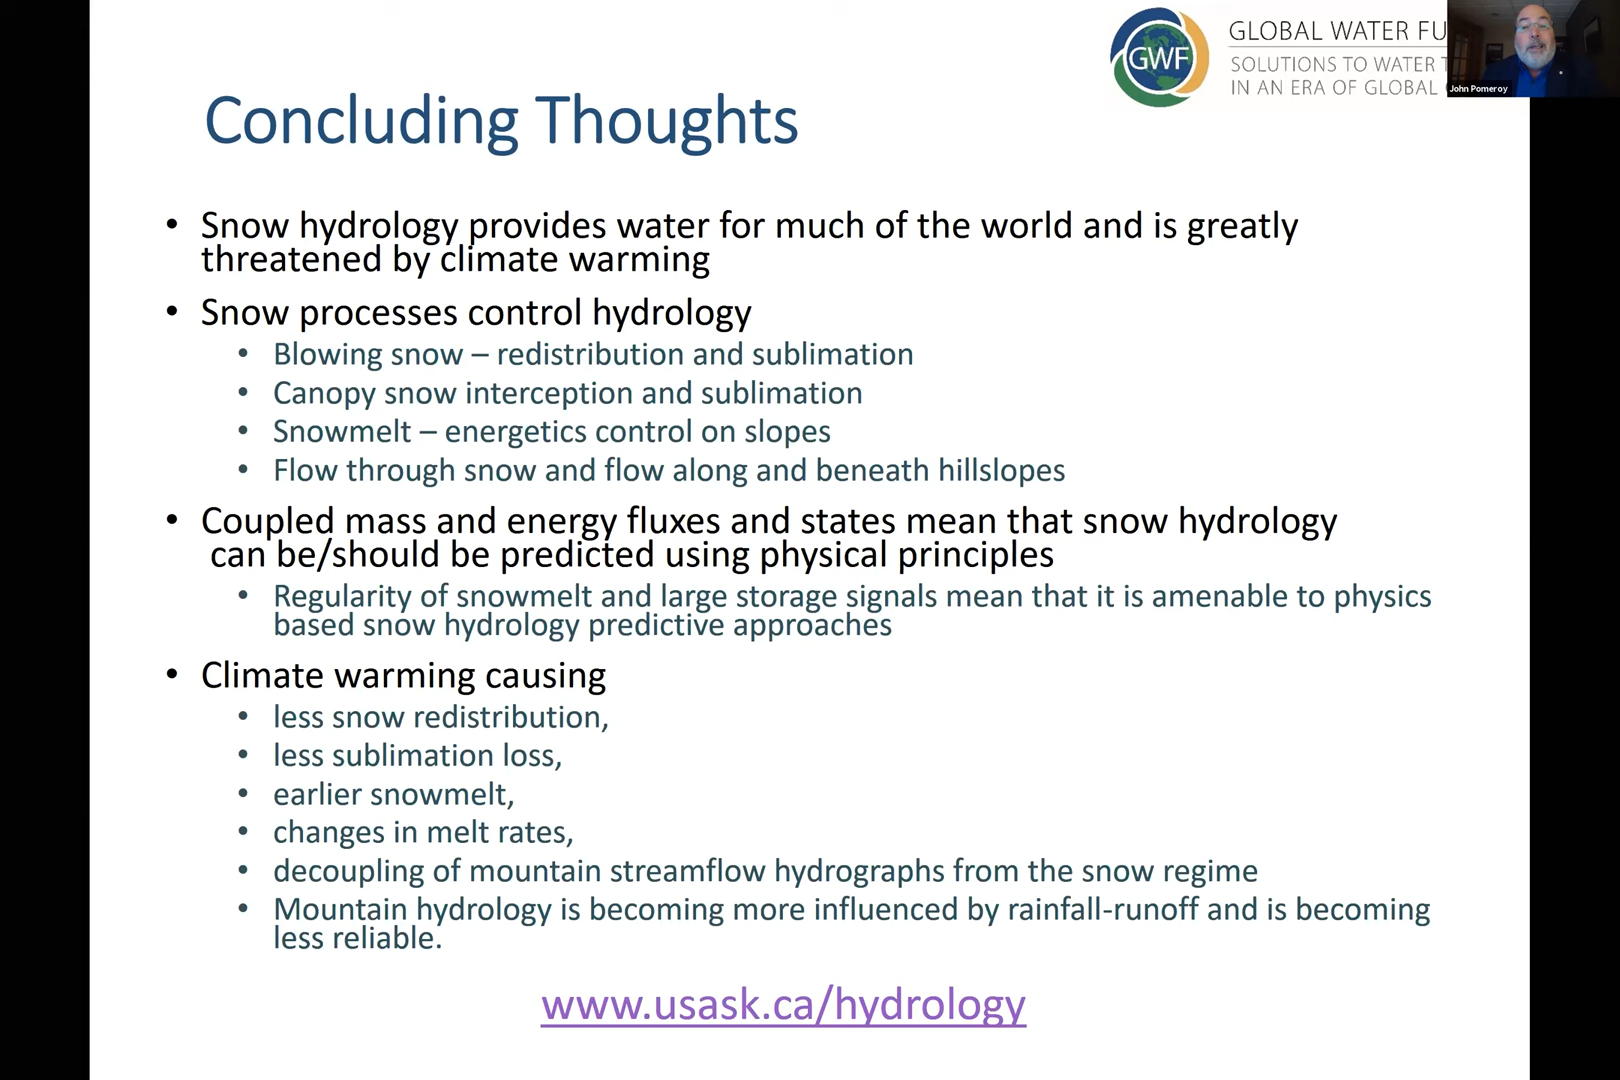 GWF
GLOBAL WATER FU
SOLUTIONS TO WATER
IN AN ERA OF GLOBAL
John Pomeroy
Concluding Thoughts
• Snow hydrology provides water for much of the world and is greatly
threatened by climate warming
• Snow processes control hydrology
• Blowing snow – redistribution and sublimation
• Canopy snow interception and sublimation
• Snowmelt – energetics control on slopes
• Flow through snow and flow along and beneath hillslopes
• Coupled mass and energy fluxes and states mean that snow hydrology
can be/should be predicted using physical principles
• Regularity of snowmelt and large storage signals mean that it is amenable to physics
based snow hydrology predictive approaches
• Climate warming causing
• less snow redistribution,
• less sublimation loss,
• earlier snowmelt,
• changes in melt rates,
• decoupling of mountain streamflow hydrographs from the snow regime
• Mountain hydrology is becoming more influenced by rainfall-runoff and is becoming
less reliable.
www.usask.ca/hydrology